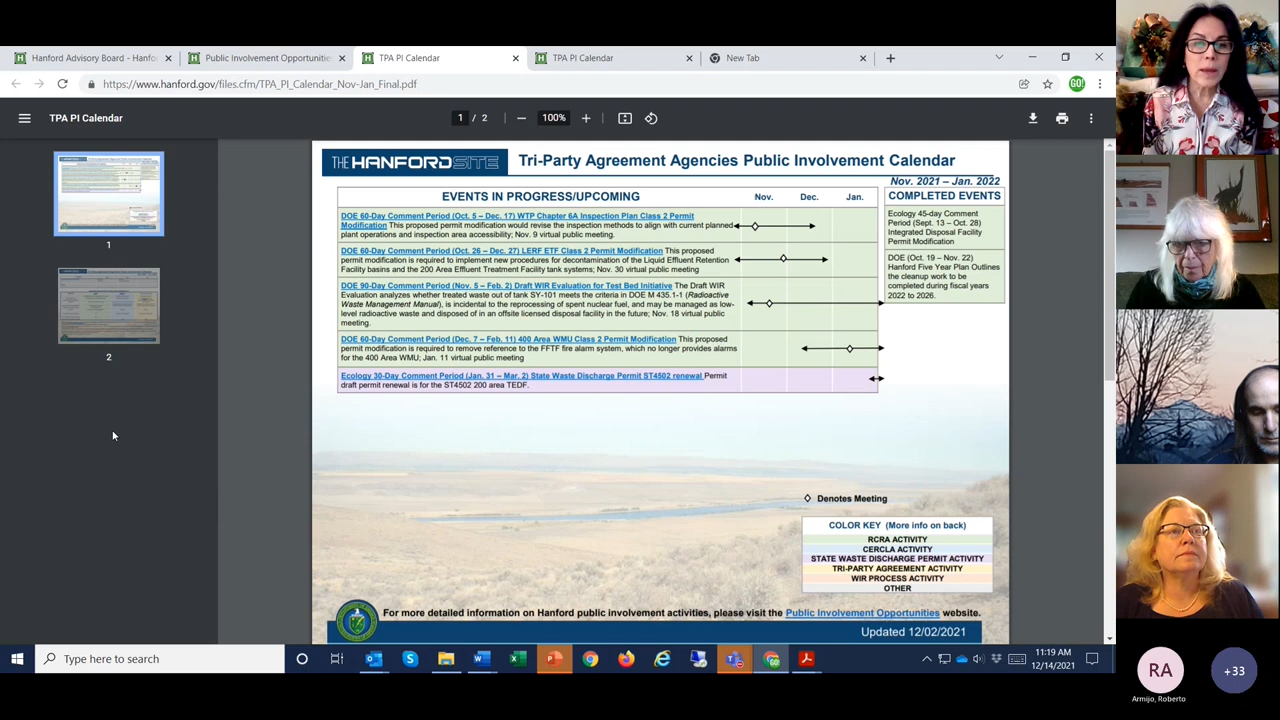 Hanford Advisory Board - Hanfo
Public Involvement Opportunitie
TPA PI Calendar
TPA PI Calendar
New Tab
https://www.hanford.gov/files.cfm/TPA_PI_Calendar_Nov-Jan_Final.pdf
GO!
TPA PI Calendar
1 / 2
100%
1
2
THE HANFORDSITE
Tri-Party Agreement Agencies Public Involvement Calendar
Nov. 2021 – Jan. 2022
EVENTS IN PROGRESS/UPCOMING
Nov.
Dec.
Jan.
DOE 60-Day Comment Period (Oct. 5 – Dec. 17) WTP Chapter 6A Inspection Plan Class 2 Permit
Modification This proposed permit modification would revise the inspection methods to align with current
plant operations and inspection area accessibility; Nov. 9 virtual public meeting.
DOE 60-Day Comment Period (Oct. 26 – Dec. 27) LERF ETF Class 2 Permit Modification This proposed
permit modification is required to implement new procedures for decontamination of the Liquid Effluent Retention
Facility basins and the 200 Area Effluent Treatment Facility tank systems; Nov. 30 virtual public meeting
DOE 90-Day Comment Period (Nov. 5 – Feb. 2) Draft WIR Evaluation for Test Bed Initiative The Draft WIR
Evaluation analyzes whether treated waste out of tank SY-101 meets the criteria in DOE M 435.1-1 (Radioactive
Waste Management Manual), is incidental to the reprocessing of spent nuclear fuel, and may be managed as low-
level radioactive waste and disposed of in an offsite licensed disposal facility in the future; Nov. 18 virtual public
meeting.
DOE 60-Day Comment Period (Dec. 7 – Feb. 11) 400 Area WMU Class 2 Permit Modification This proposed
permit modification is required to remove reference to the FFTF fire alarm system, which no longer provides alarms
for the 400 Area WMU; Jan. 11 virtual public meeting
Ecology 30-Day Comment Period (Jan. 31 – Mar. 2) State Waste Discharge Permit ST4502 renewal Permit
draft permit renewal is for the ST4502 200 area TEDF.
COMPLETED EVENTS
Ecology 45-day Comment
Period (Sept. 13 – Oct. 28)
Integrated Disposal Facility
Permit Modification
DOE (Oct. 19 – Nov. 22)
Hanford Five Year Plan Outlines
the cleanup work to be
completed during fiscal years
2022 to 2026.
Denotes Meeting
COLOR KEY (More info on back)
RCRA ACTIVITY
CERCLA ACTIVITY
STATE WASTE DISCHARGE PERMIT ACTIVITY
TRI-PARTY AGREEMENT ACTIVITY
WIR PROCESS ACTIVITY
OTHER
For more detailed information on Hanford public involvement activities, please visit the Public Involvement Opportunities website.
Updated 12/02/2021
Type here to search
11:19 AM
12/14/2021
RA
+33
Armijo, Roberto